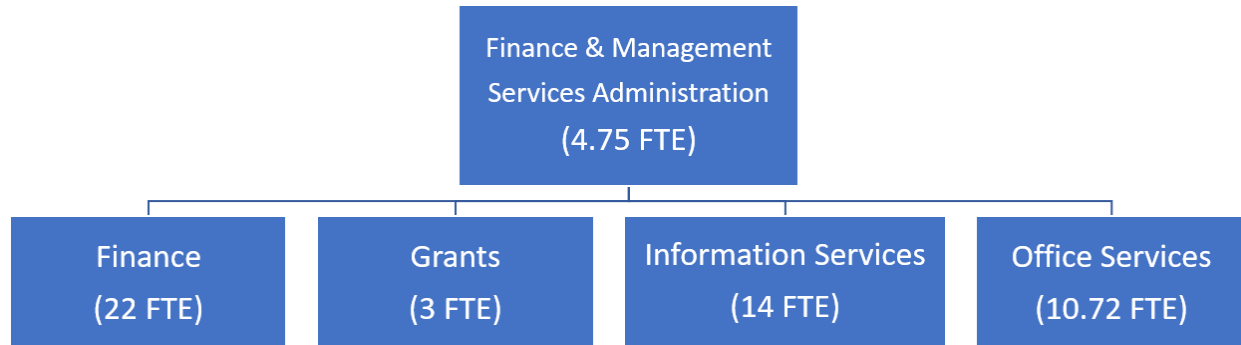 Finance & Management
Services Administration
(4.75 FTE)
Finance
(22 FTE)
Grants
(3 FTE)
Information Services
(14 FTE)
Office Services
(10.72 FTE)